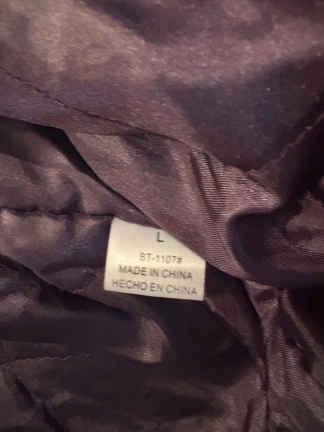 L
BT-1107#
MADE IN CHINA
HECHO EN CHINA